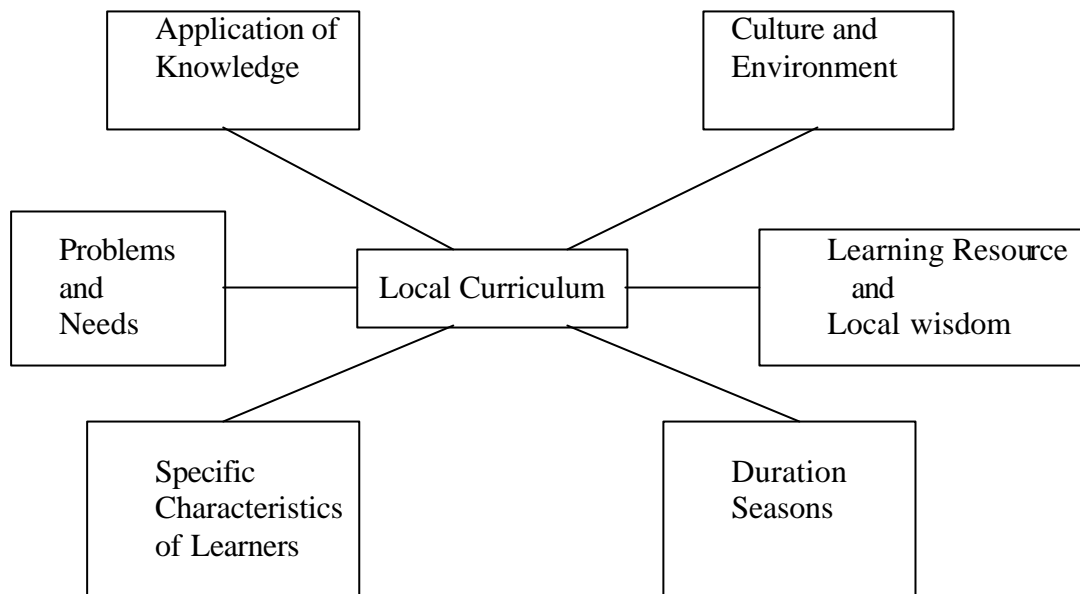 Application of
Knowledge
Culture and
Environment
Problems
and
Needs
Local Curriculum
Learning Resource
and
Local wisdom
Specific
Characteristics
of Learners
Duration
Seasons